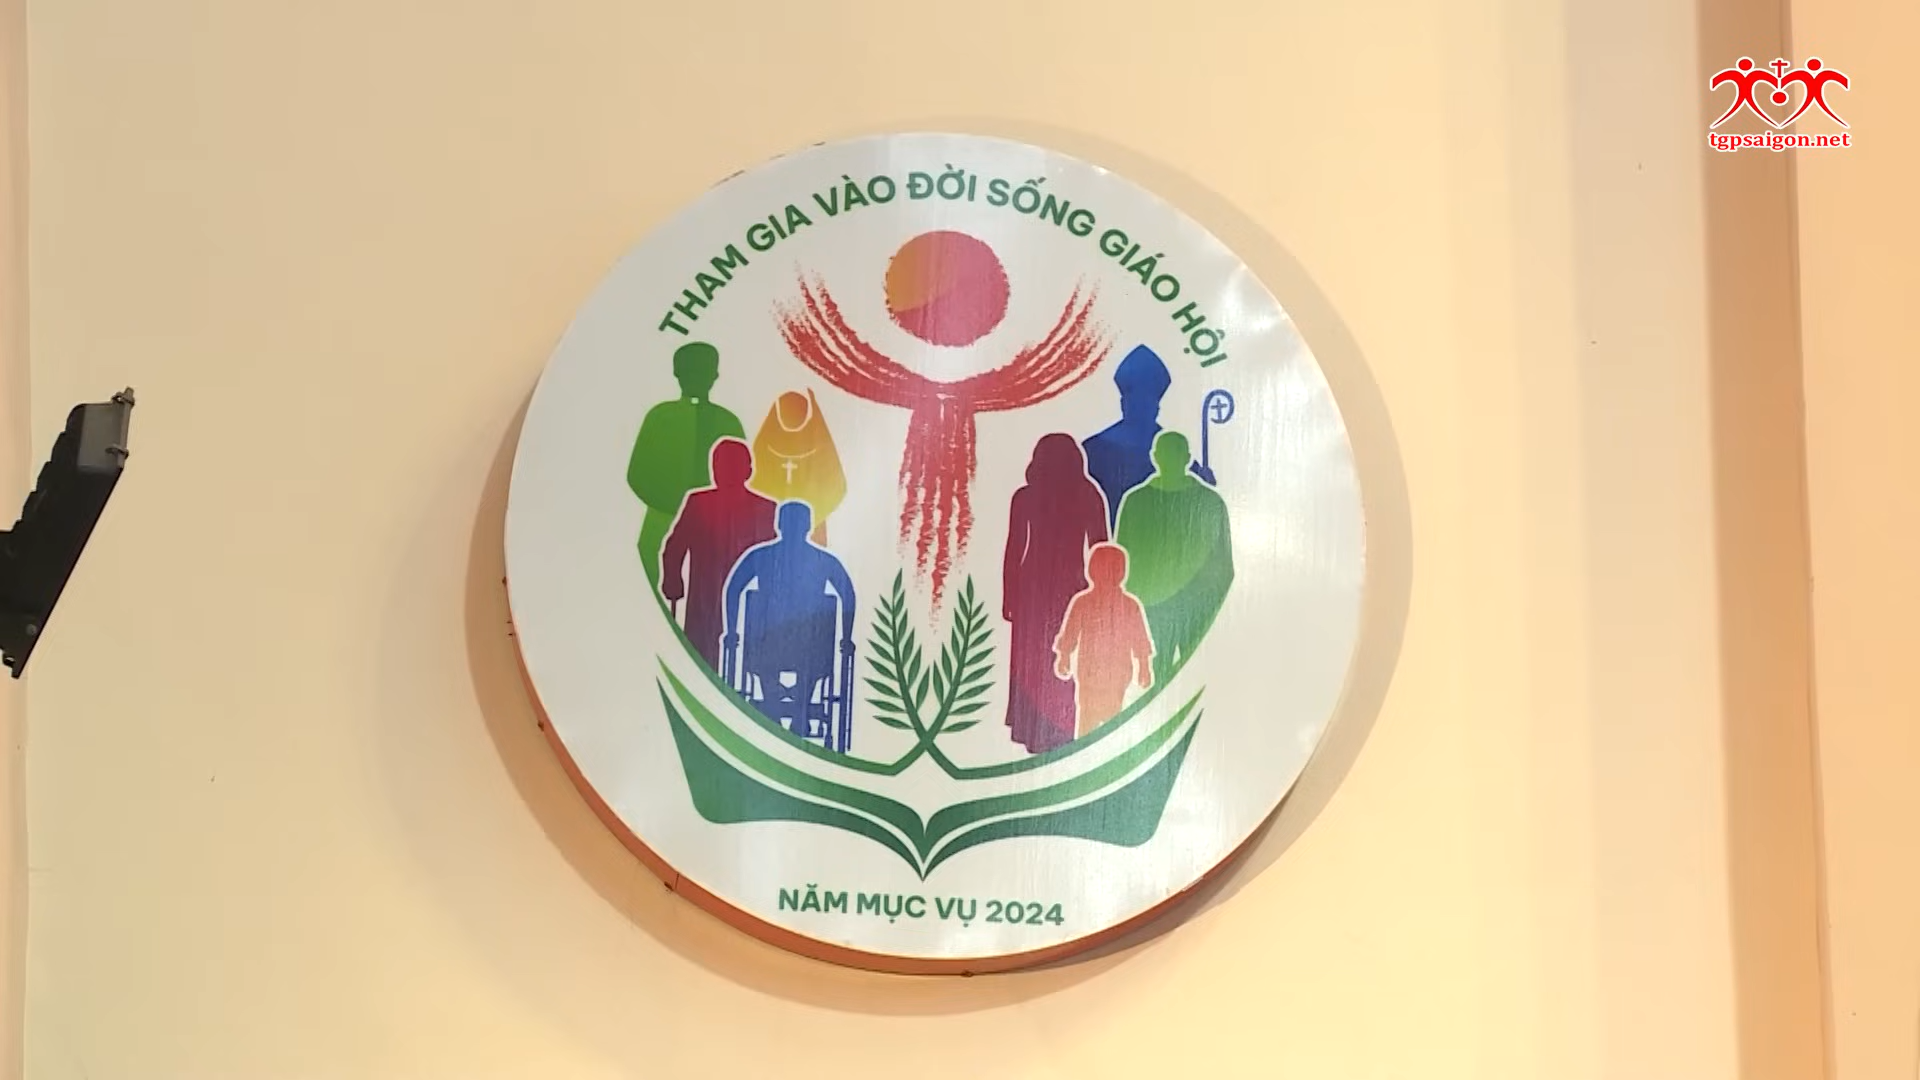 THAM GIA VÀO ĐỜI SỐNG GIÁO HỘI
NĂM MỤC VỤ 2024
tgpsaigon.net